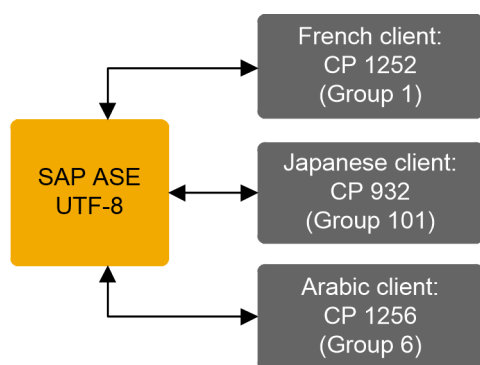 French client:
CP 1252
(Group 1)
SAP ASE
UTF-8
Japanese client:
CP 932
(Group 101)
Arabic client:
CP 1256
(Group 6)